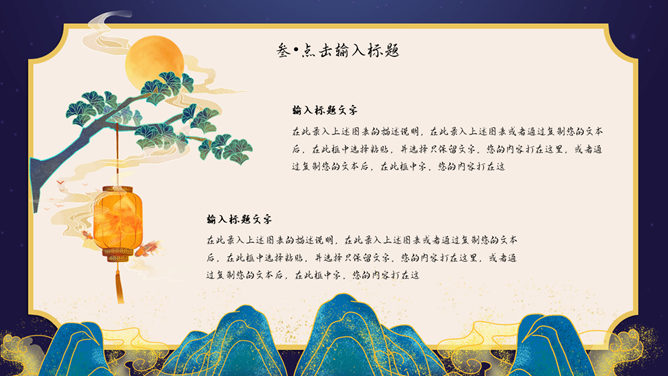 叁•点击输入标题
输入标题文字
在此录入上述图表的描述说明，在此录入上述图表或者通过复制您的文本
后，在此框中选择粘贴，并选择只保留文字，您的内容打在这里，或者通
过复制您的文本后，在此框中字，您的内容打在这
输入标题文字
在此录入上述图表的描述说明，在此录入上述图表或者通过复制您的文本
后，在此框中选择粘贴，并选择只保留文字，您的内容打在这里，或者通
过复制您的文本后，在此框中字，您的内容打在这